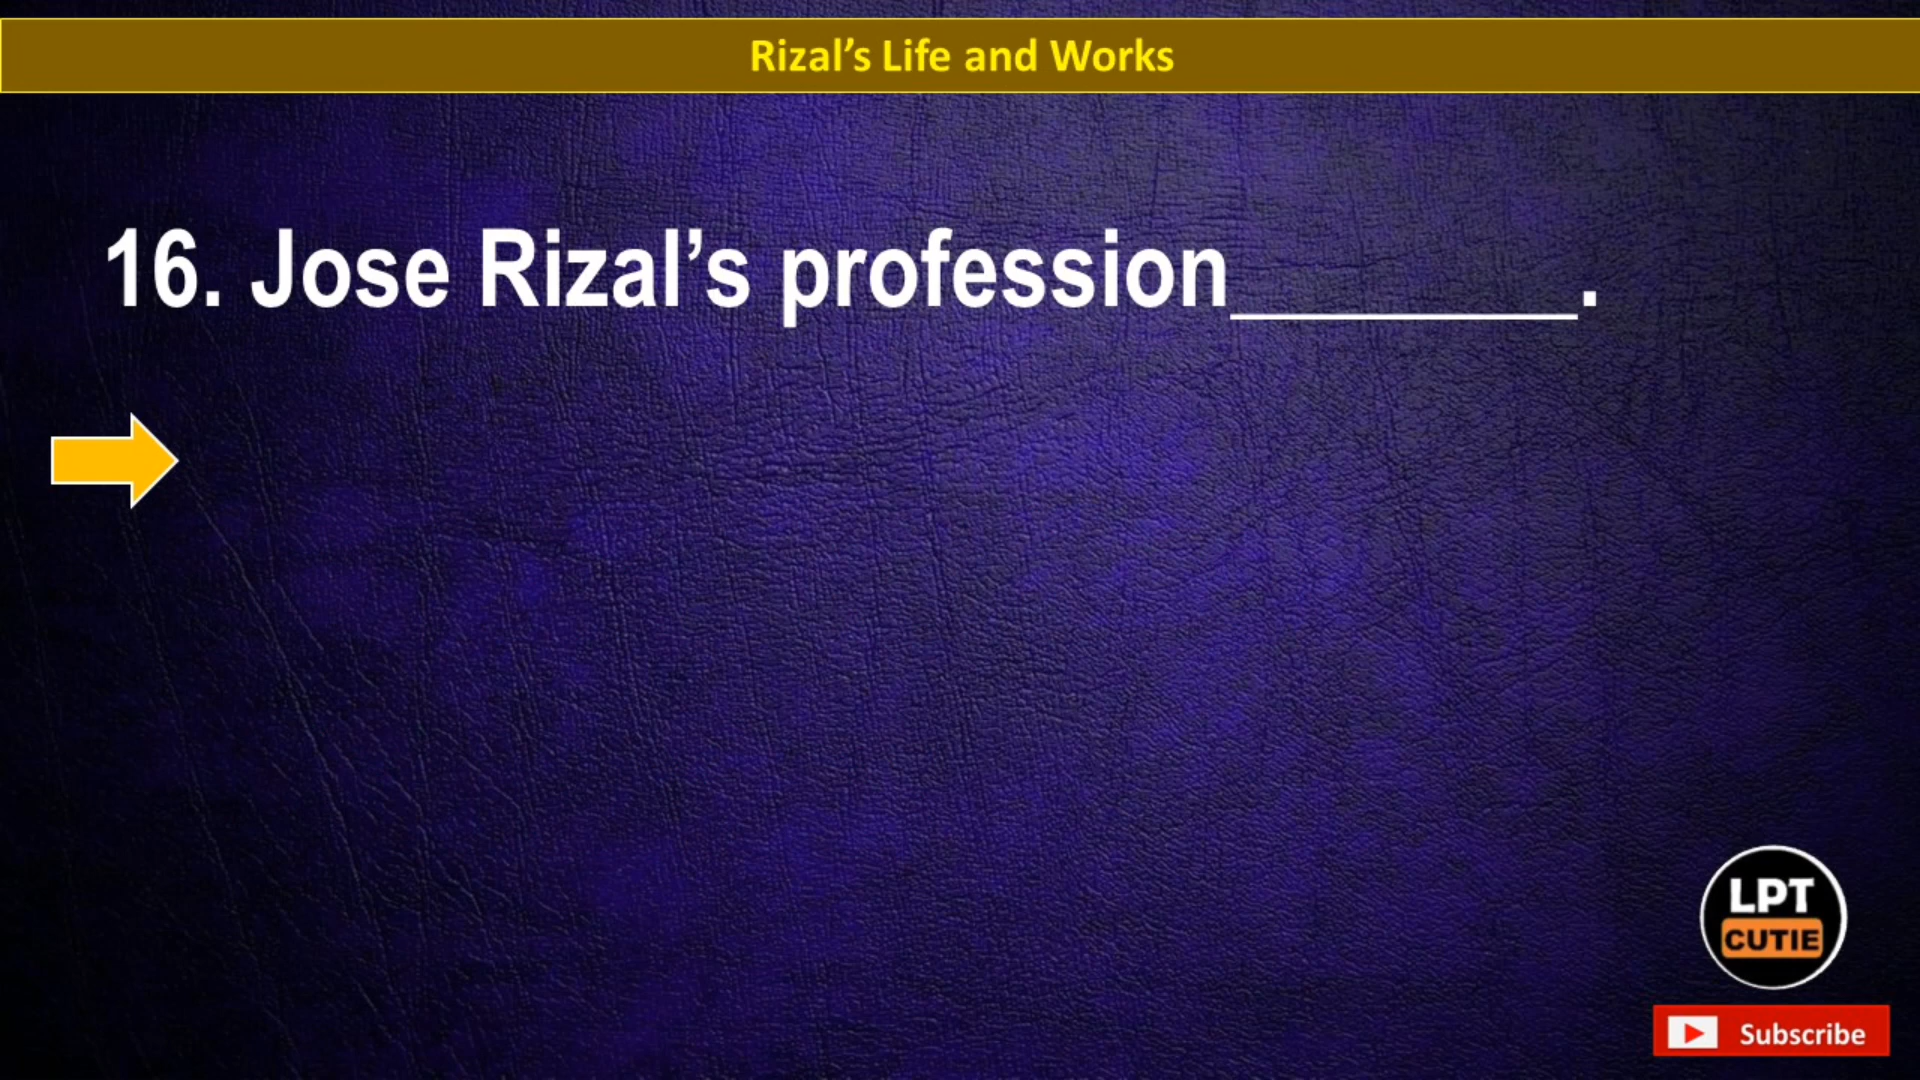 Rizal’s Life and Works
16. Jose Rizal’s profession________.
LPT
CUTIE
Subscribe